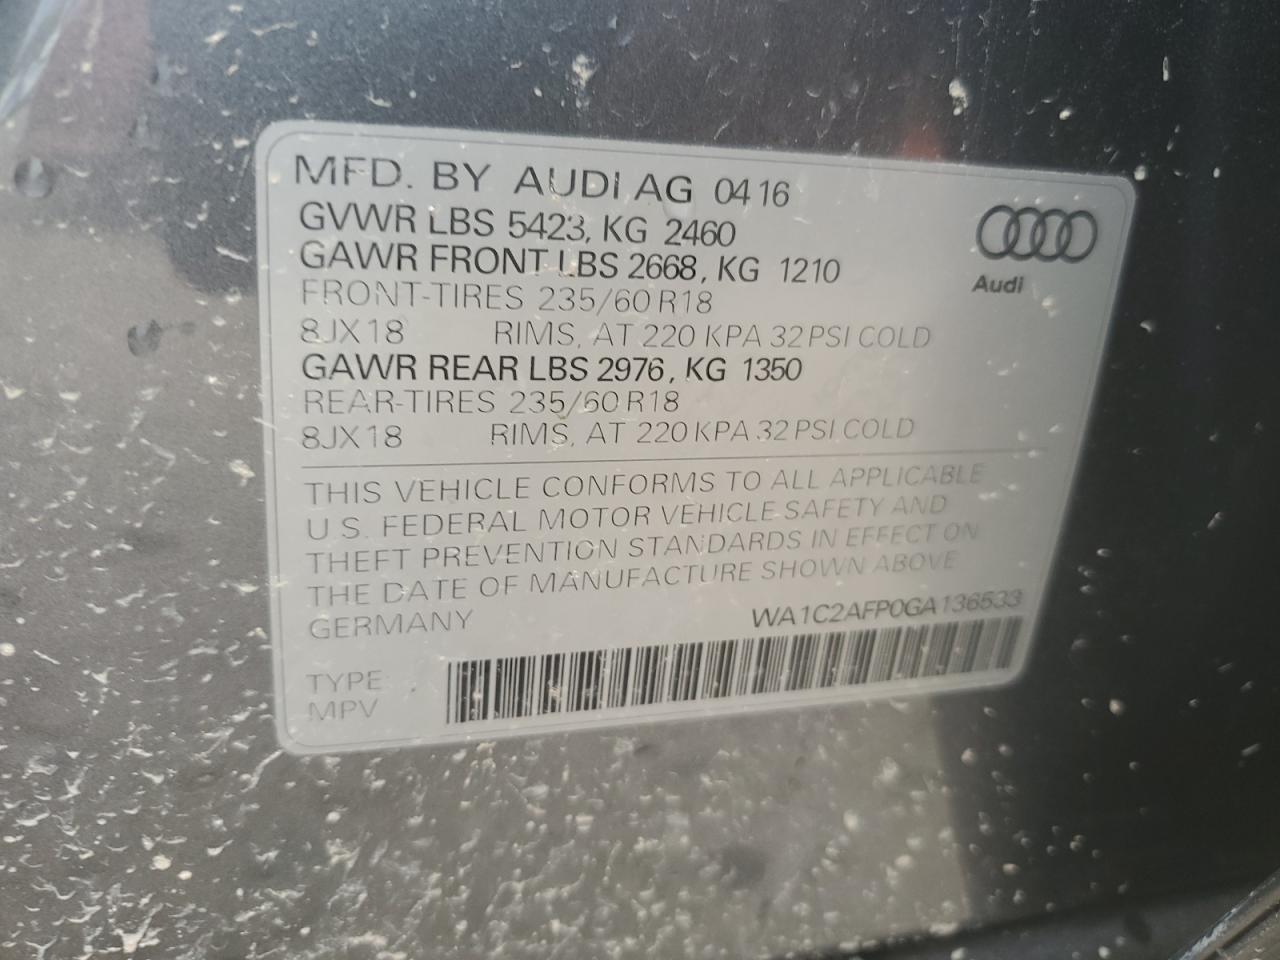 MFD. BY AUDI AG 04 16
GVWR LBS 5423, KG 2460
GAWR FRONT LBS 2668, KG 1210
FRONT-TIRES 235/60 R18
8JX18 RIMS, AT 220 KPA 32 PSI COLD
GAWR REAR LBS 2976, KG 1350
REAR-TIRES 235/60 R18
8JX18 RIMS, AT 220 KPA 32 PSI COLD
Audi
THIS VEHICLE CONFORMS TO ALL APPLICABLE
U.S. FEDERAL MOTOR VEHICLE SAFETY AND
THEFT PREVENTION STANDARDS IN EFFECT ON
THE DATE OF MANUFACTURE SHOWN ABOVE
GERMANY
WA1C2AFP0GA136533
TYPE
MPV